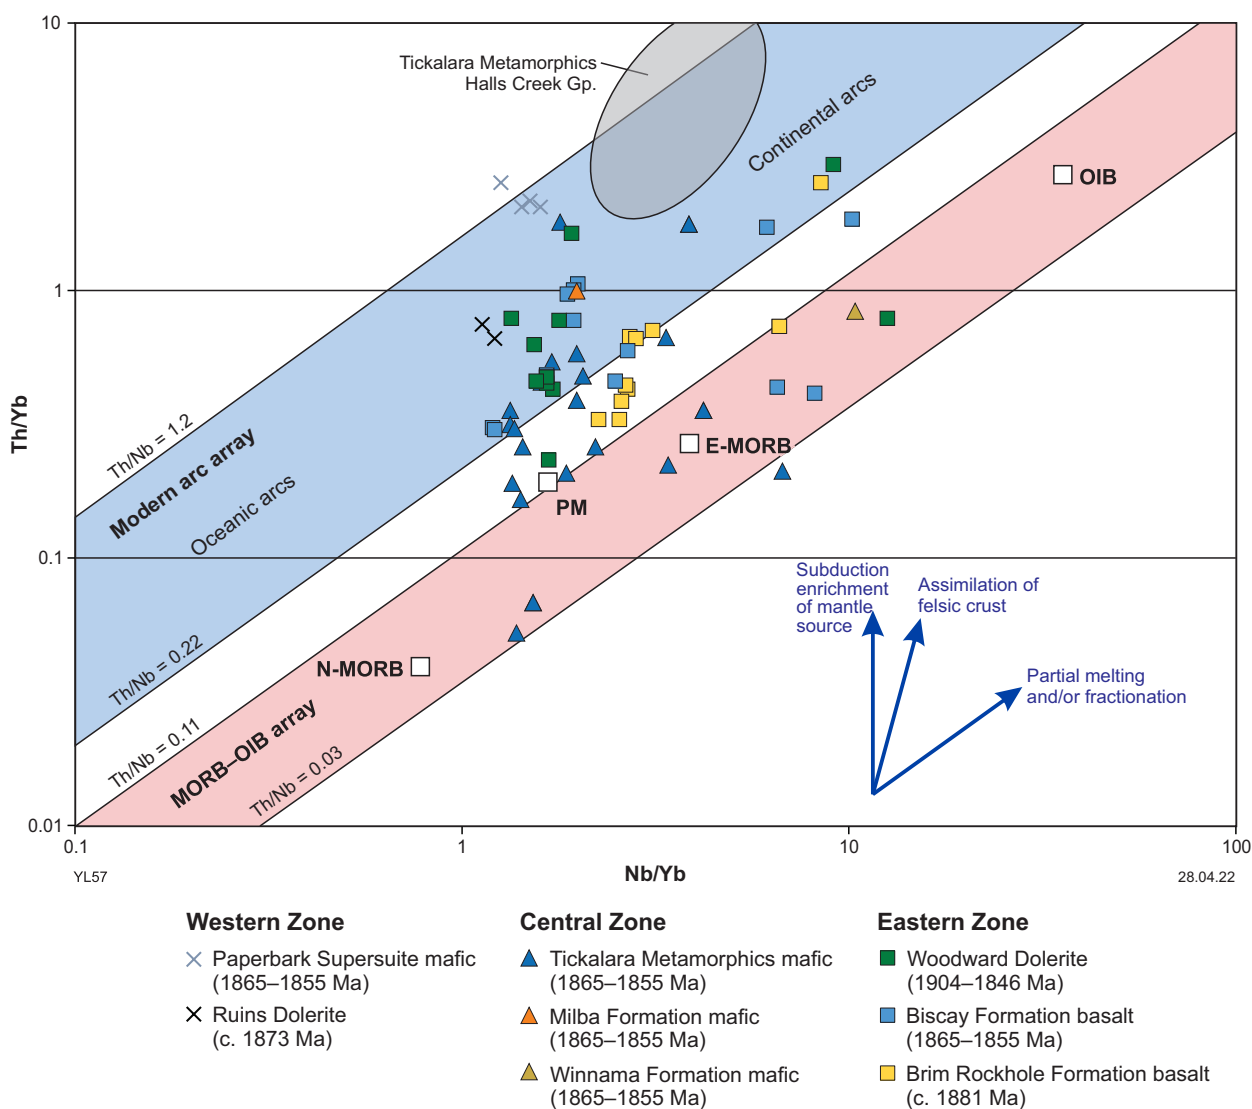 10
Tickalara Metamorphics
Halls Creek Gp.
Continental arcs
OIB
1
Th/Yb
Th/Nb = 1.2
Modern arc array
Oceanic arcs
E-MORB
PM
0.1
Subduction
enrichment
of mantle
source
Assimilation of
felsic crust
Th/Nb = 0.22
N-MORB
Partial melting
and/or fractionation
Th/Nb = 0.11
MORB–OIB array
Th/Nb = 0.03
0.01
0.1
1
10
100
YL57
Nb/Yb
28.04.22
Western Zone
Paperbark Supersuite mafic
(1865–1855 Ma)
Ruins Dolerite
(c. 1873 Ma)
Central Zone
Tickalara Metamorphics mafic
(1865–1855 Ma)
Milba Formation mafic
(1865–1855 Ma)
Winnama Formation mafic
(1865–1855 Ma)
Eastern Zone
Woodward Dolerite
(1904–1846 Ma)
Biscay Formation basalt
(1865–1855 Ma)
Brim Rockhole Formation basalt
(c. 1881 Ma)